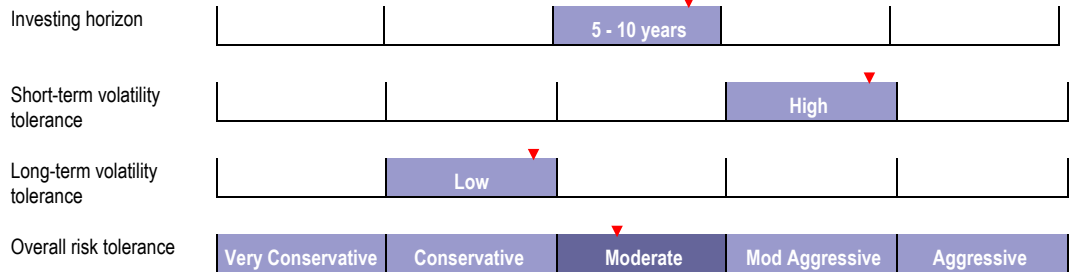 Investing horizon
5 - 10 years
Short-term volatility
tolerance
High
Long-term volatility
tolerance
Low
Overall risk tolerance
Very Conservative Conservative Moderate Mod Aggressive Aggressive